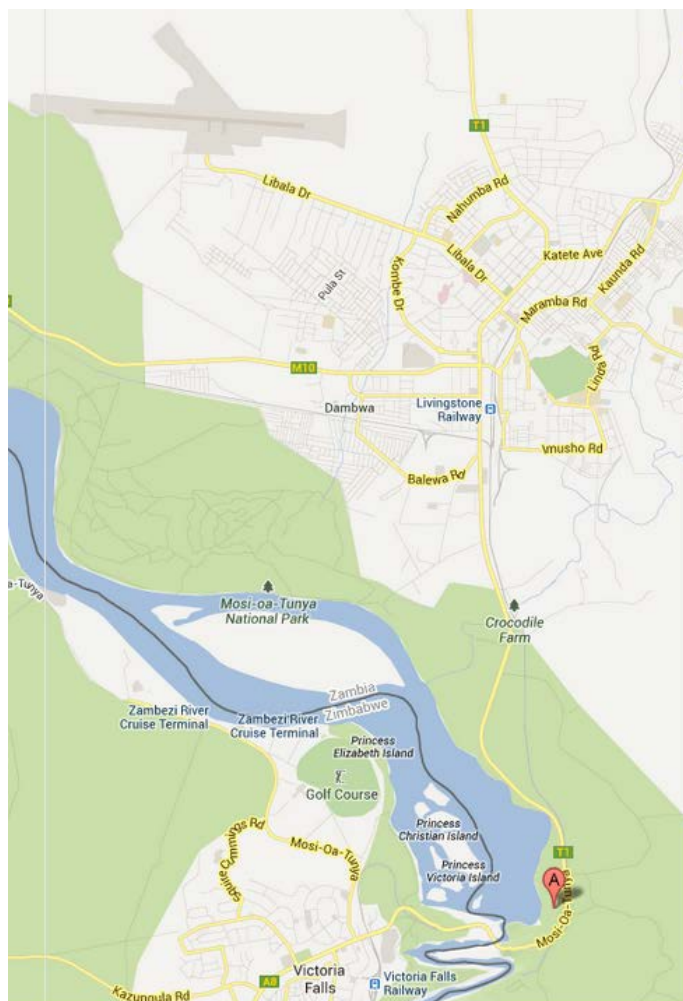 T1
Libala Dr
Nahumba Rd
Libala Dr
Katete Ave
Kaunda Rd
Kombe Dr
Pula St
Maramba Rd
Linda Rd
M10
Dambwa
Livingstone
Railway
Imusho Rd
Balewa Rd
a-Tunya
Mosi-oa-Tunya
National Park
Crocodile
Farm
Zambia
Zimbabwe
Zambezi River
Cruise Terminal
Zambezi River
Cruise Terminal
Princess
Elizabeth Island
Golf Course
Princess
Christian Island
Mosi-Oa-Tunya
Princess
Victoria Island
T1
A
Mosi-Oa-Tunya
Victoria
Falls
A8
Victoria Falls
Railway
Kazungula Rd